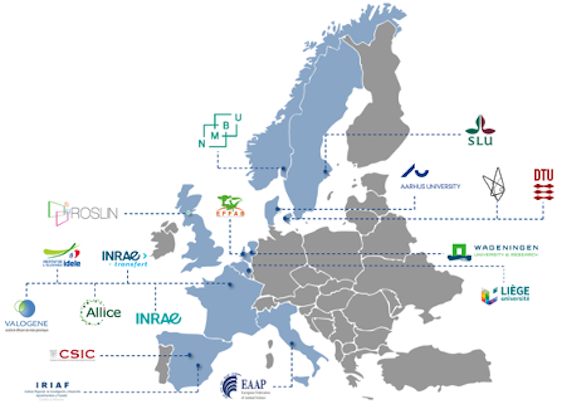 NMBU
SLU
AARHUS UNIVERSITY
DTU
ROSLIN
EFFAB
WAGENINGEN
UNIVERSITY & RESEARCH
idele
INRAE
transfert
LIÈGE
université
VALOGENE
Allice
INRAE
CSIC
IRIAF
EAAP